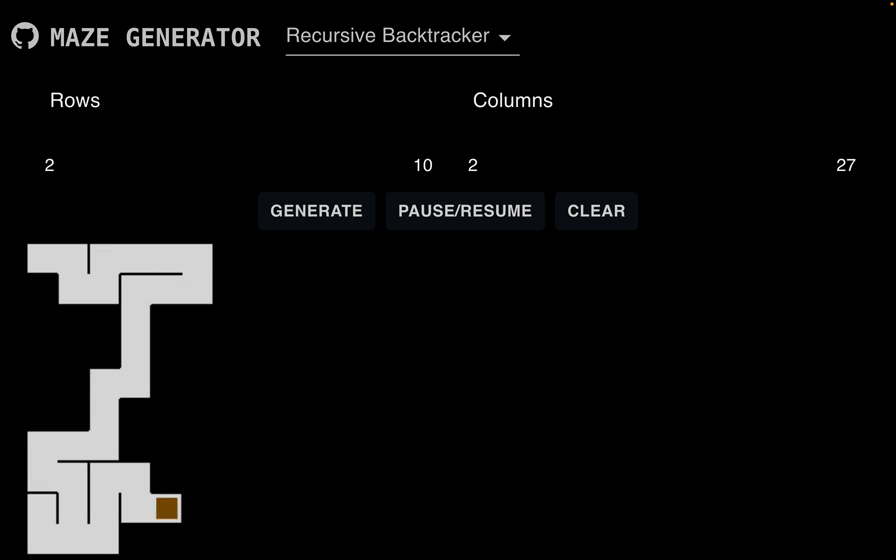 MAZE GENERATOR Recursive Backtracker
Rows Columns
2 10 2 27
GENERATE PAUSE/RESUME CLEAR